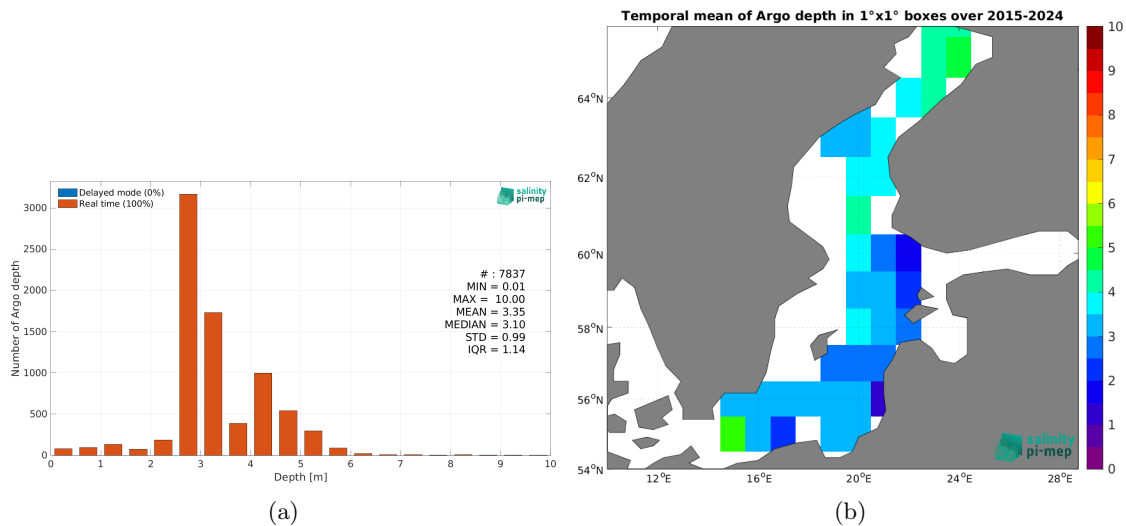 Delayed mode (0%)
Real time (100%)
salinity
pi-mep
Number of Argo depth
3000
2500
2000
1500
1000
500
0
# : 7837
MIN = 0.01
MAX = 10.00
MEAN = 3.35
MEDIAN = 3.10
STD = 0.99
IQR = 1.14
0 1 2 3 4 5 6 7 8 9 10
Depth [m]
(a)
Temporal mean of Argo depth in 1°x1° boxes over 2015-2024
64°N
62°N
60°N
58°N
56°N
54°N
12°E 16°E 20°E 24°E 28°E
10
9
8
7
6
5
4
3
2
1
0
salinity
pi-mep
(b)